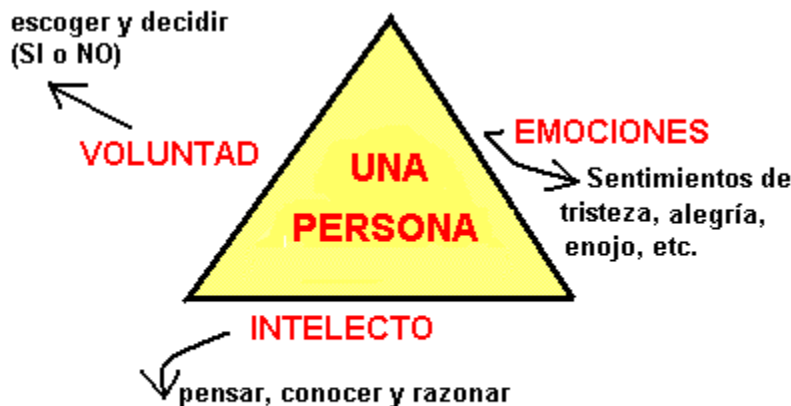 escoger y decidir
(SI o NO)
VOLUNTAD
UNA
PERSONA
EMOCIONES
Sentimientos de
tristeza, alegría,
enojo, etc.
INTELECTO
pensar, conocer y razonar